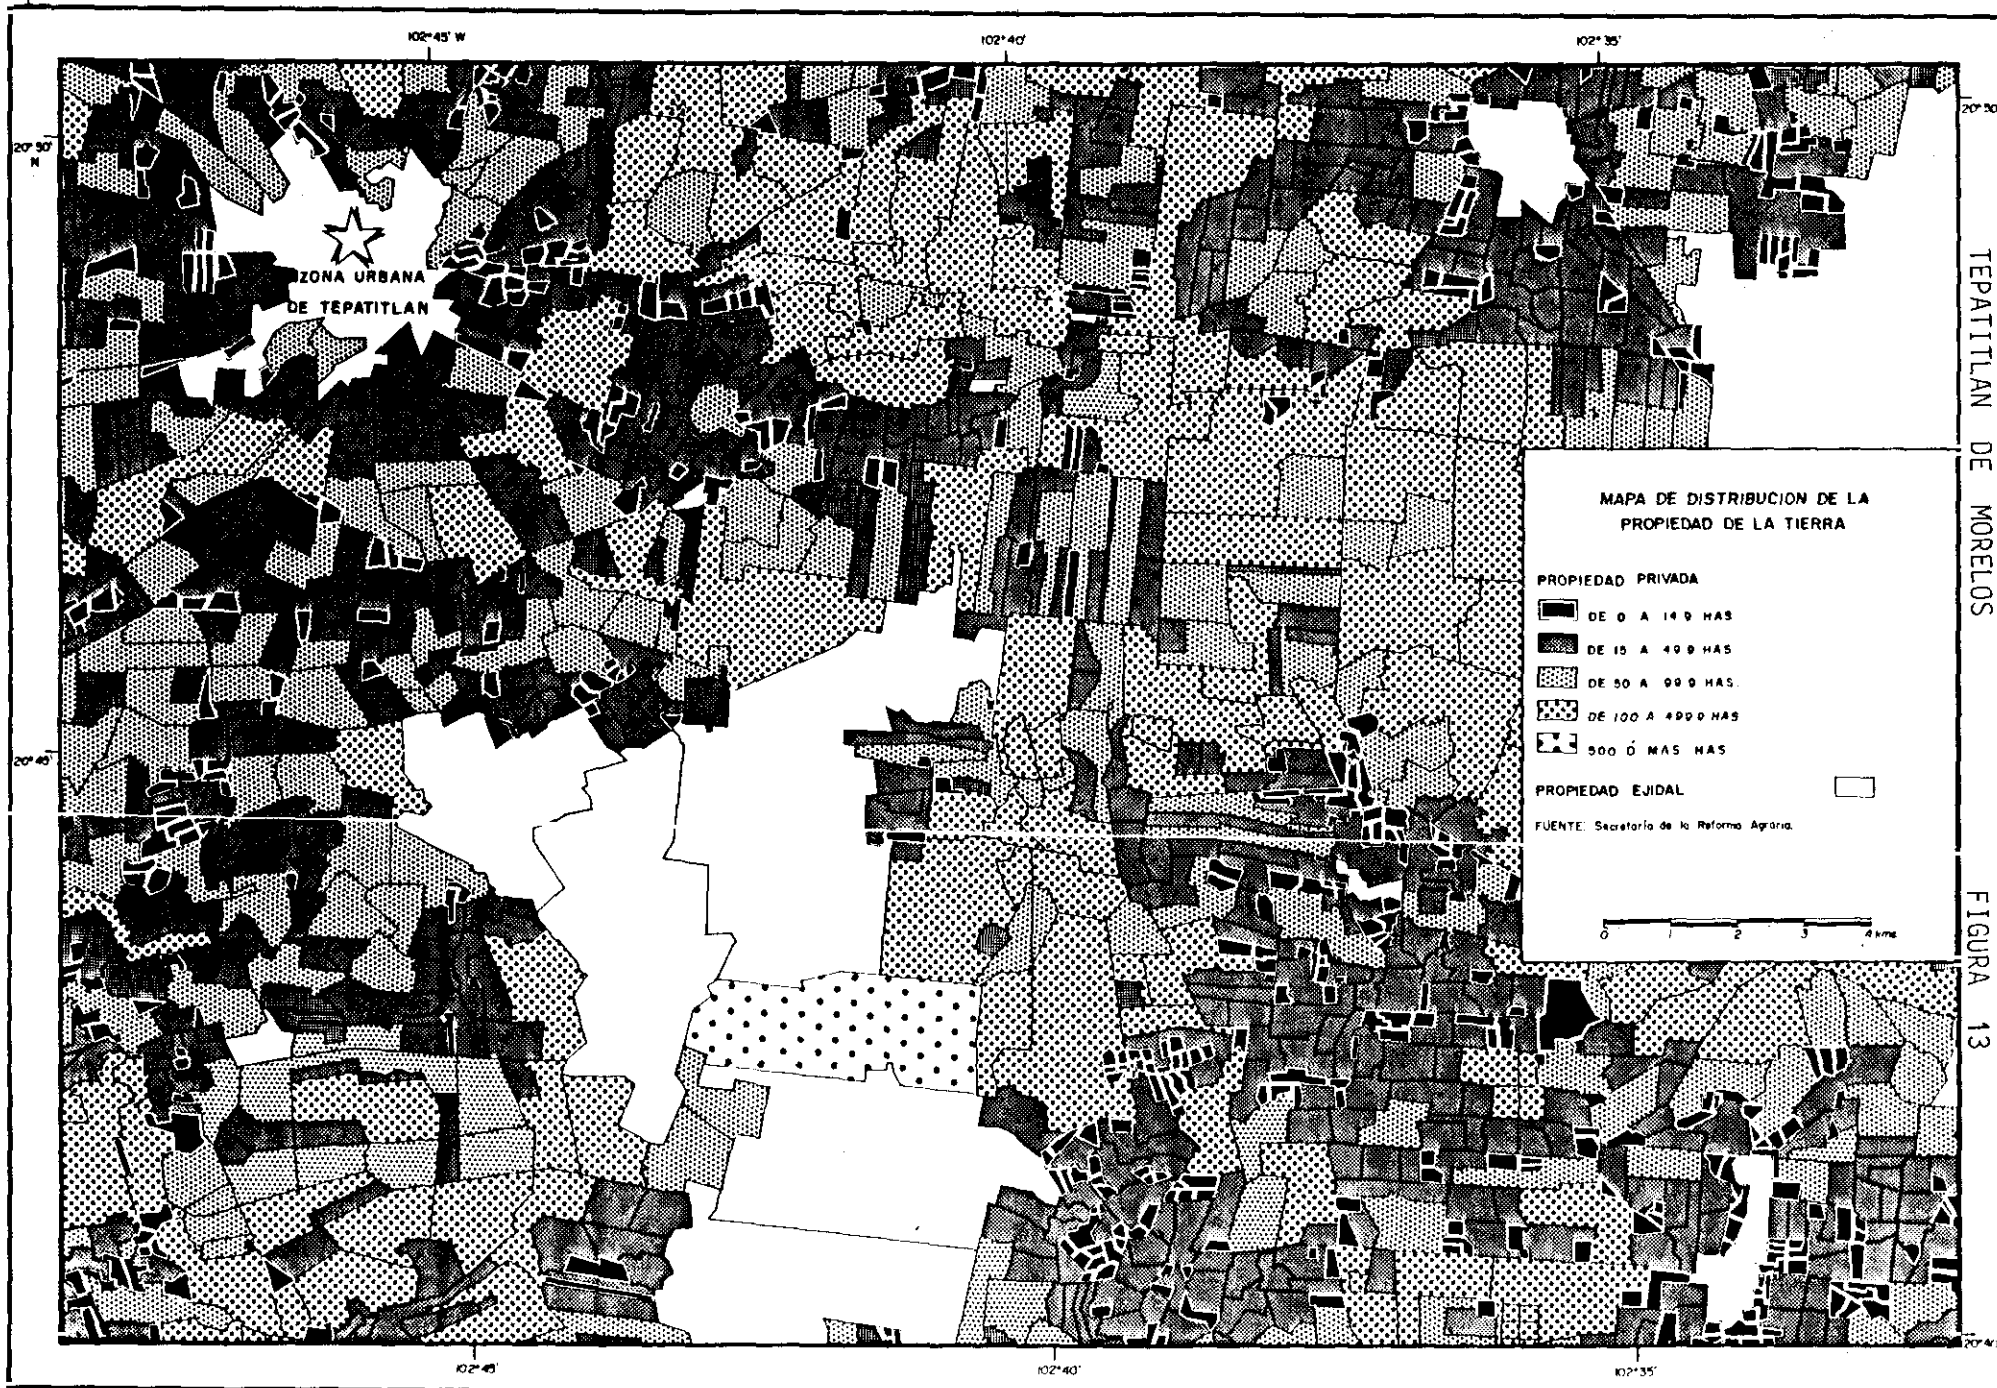 102°45' W
102°40'
102°35'
20°50'
N
20°50'
ZONA URBANA
DE TEPATITLAN
TEPATITLAN DE MORELOS
MAPA DE DISTRIBUCION DE LA
PROPIEDAD DE LA TIERRA
PROPIEDAD PRIVADA
DE 0 A 14 9 HAS
DE 15 A 49 9 HAS
DE 50 A 99 9 HAS.
DE 100 A 499 9 HAS
500 Ó MAS HAS
PROPIEDAD EJIDAL
FUENTE: Secretaría de la Reforma Agraria.
0 1 2 3 4 kms
20°45'
FIGURA 13
102°45'
102°40'
102°35'